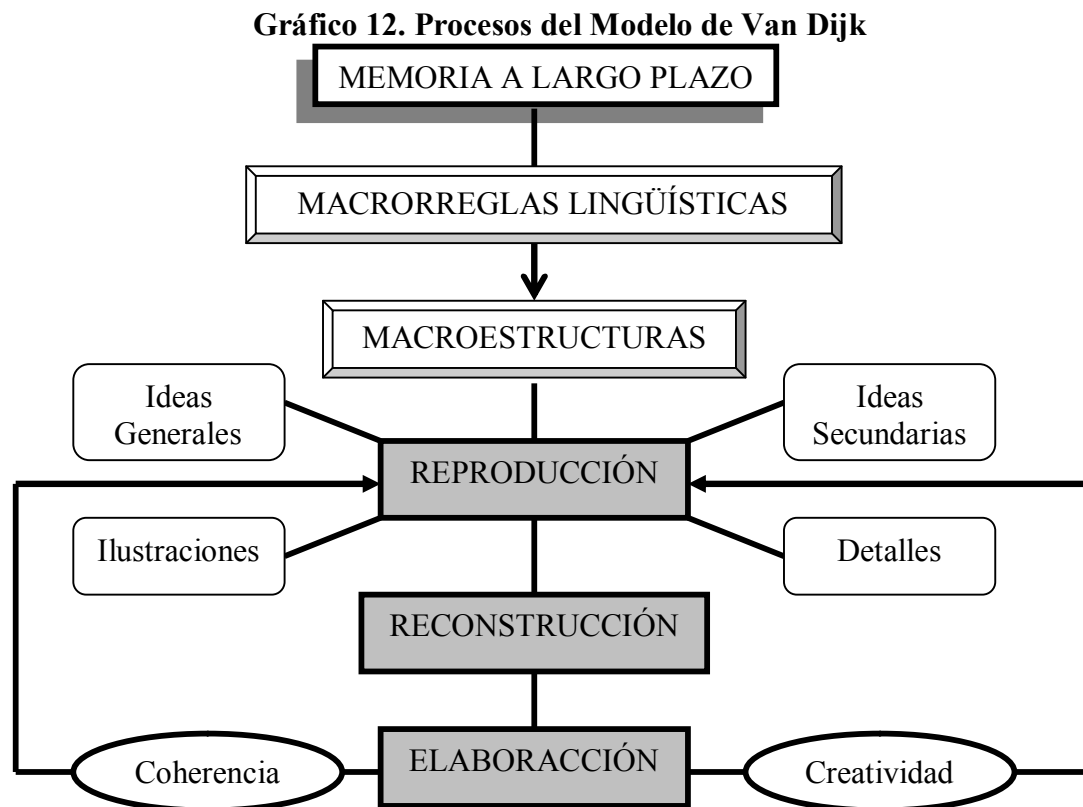 Gráfico 12. Procesos del Modelo de Van Dijk
MEMORIA A LARGO PLAZO
MACRORREGLAS LINGÜÍSTICAS
MACROESTRUCTURAS
Ideas
Generales
Ideas
Secundarias
REPRODUCCIÓN
Ilustraciones
Detalles
RECONSTRUCCIÓN
Coherencia
ELABORACCIÓN
Creatividad